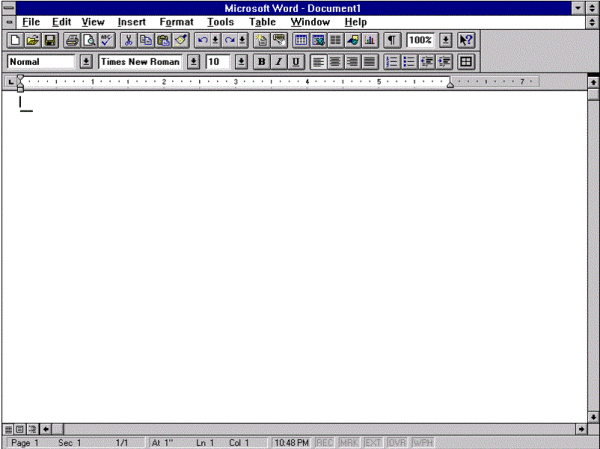 Microsoft Word - Document1
File Edit View Insert Format Tools Table Window Help
ABC 100% ?
Normal Times New Roman 10 B I U
1 2 3 4 5 7
Page 1 Sec 1 1/1 At 1" Ln 1 Col 1 10:48 PM REC MRK EXT OVR WPH